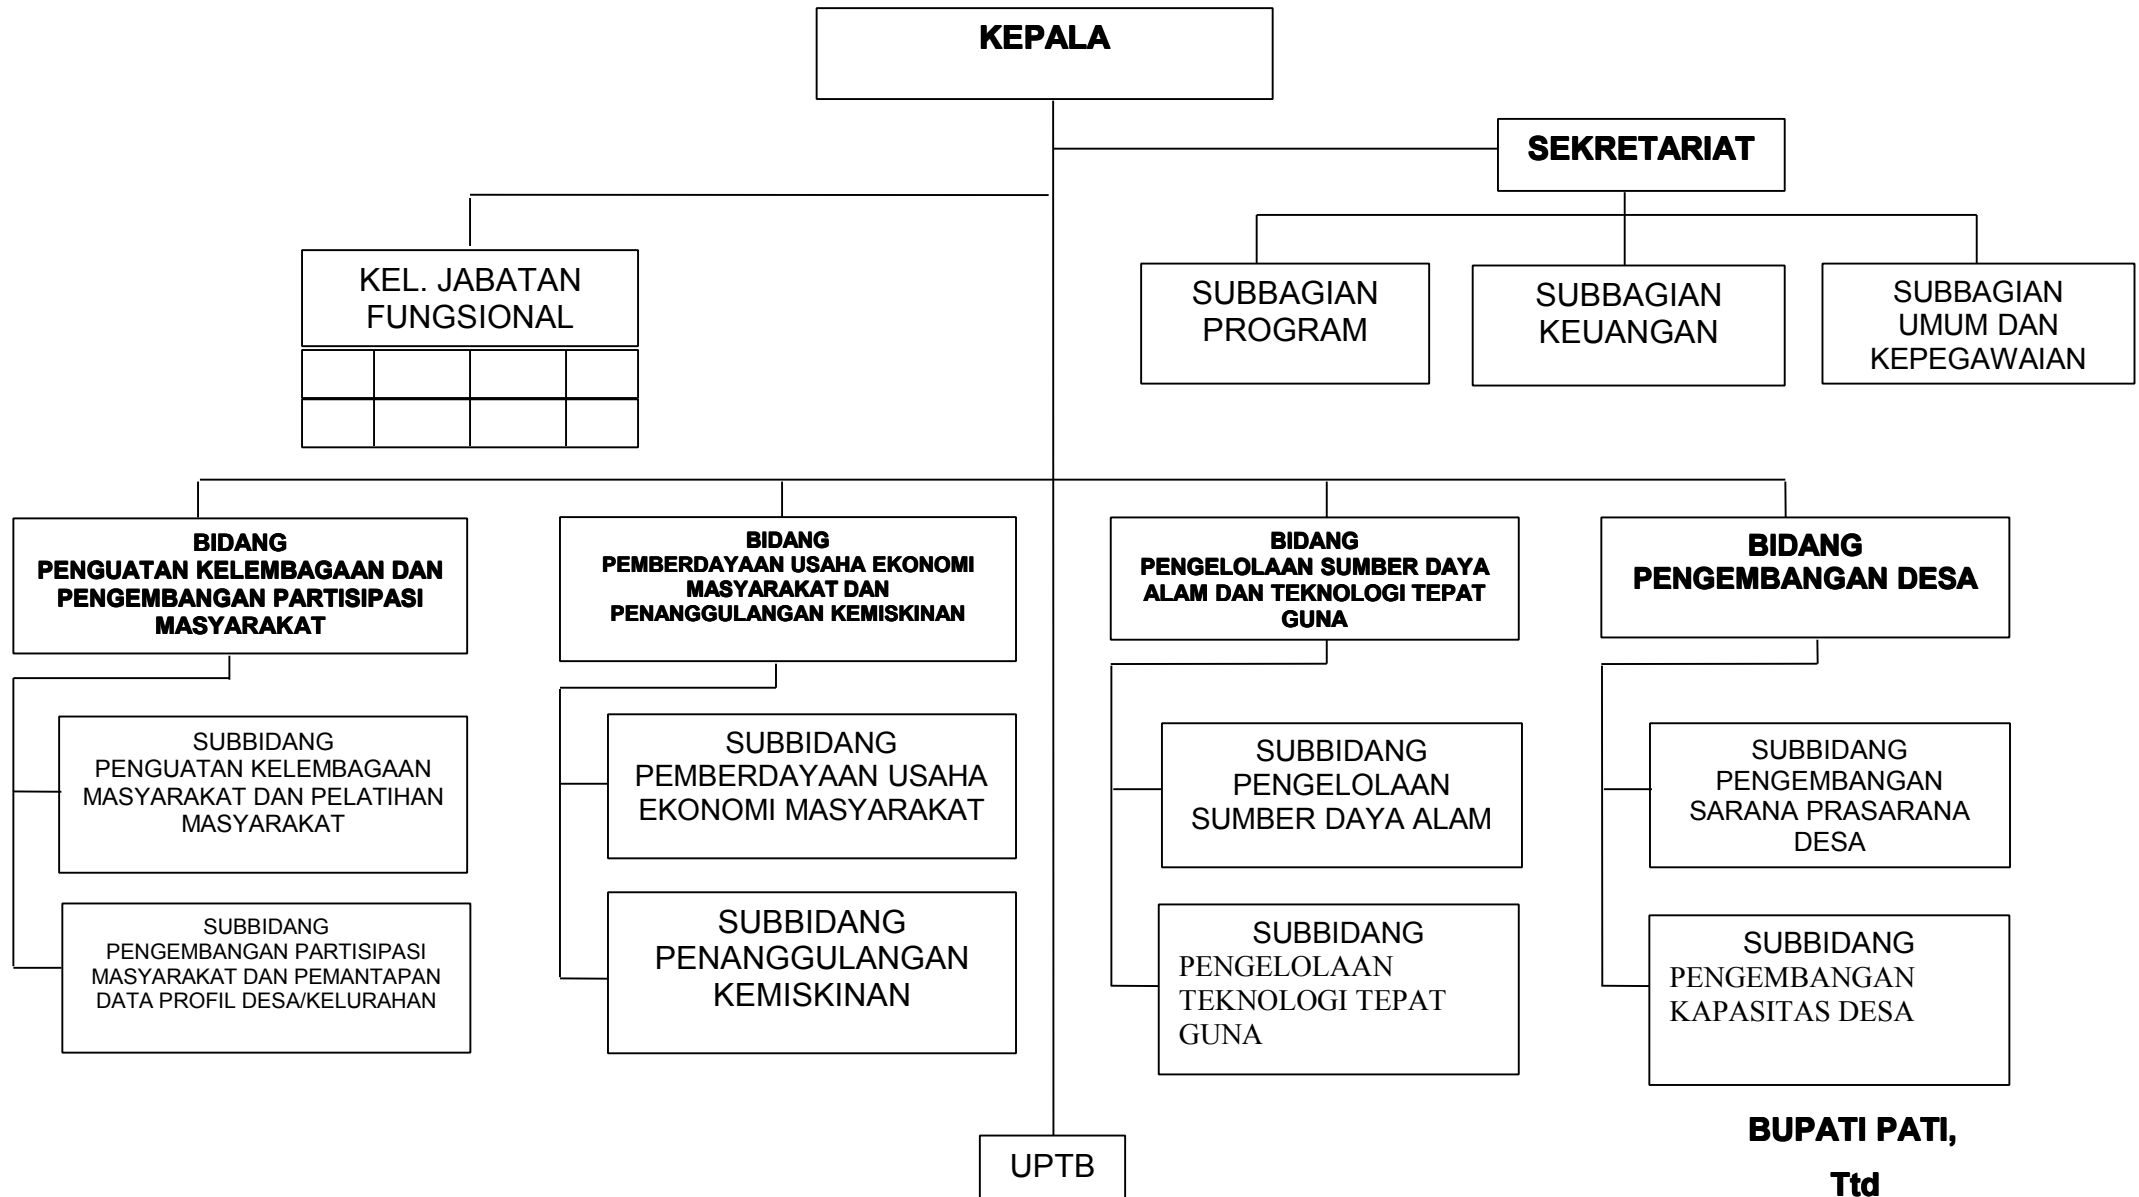 KEPALA
SEKRETARIAT
KEL. JABATAN
FUNGSIONAL
SUBBAGIAN
PROGRAM
SUBBAGIAN
KEUANGAN
SUBBAGIAN
UMUM DAN
KEPEGAWAIAN
BIDANG
PENGUATAN KELEMBAGAAN DAN
PENGEMBANGAN PARTISIPASI
MASYARAKAT
BIDANG
PEMBERDAYAAN USAHA EKONOMI
MASYARAKAT DAN
PENANGGULANGAN KEMISKINAN
BIDANG
PENGELOLAAN SUMBER DAYA
ALAM DAN TEKNOLOGI TEPAT
GUNA
BIDANG
PENGEMBANGAN DESA
SUBBIDANG
PENGUATAN KELEMBAGAAN
MASYARAKAT DAN PELATIHAN
MASYARAKAT
SUBBIDANG
PEMBERDAYAAN USAHA
EKONOMI MASYARAKAT
SUBBIDANG
PENGELOLAAN
SUMBER DAYA ALAM
SUBBIDANG
PENGEMBANGAN
SARANA PRASARANA
DESA
SUBBIDANG
PENGEMBANGAN PARTISIPASI
MASYARAKAT DAN PEMANTAPAN
DATA PROFIL DESA/KELURAHAN
SUBBIDANG
PENANGGULANGAN
KEMISKINAN
SUBBIDANG
PENGELOLAAN
TEKNOLOGI TEPAT
GUNA
SUBBIDANG
PENGEMBANGAN
KAPASITAS DESA
UPTB
BUPATI PATI,
Ttd